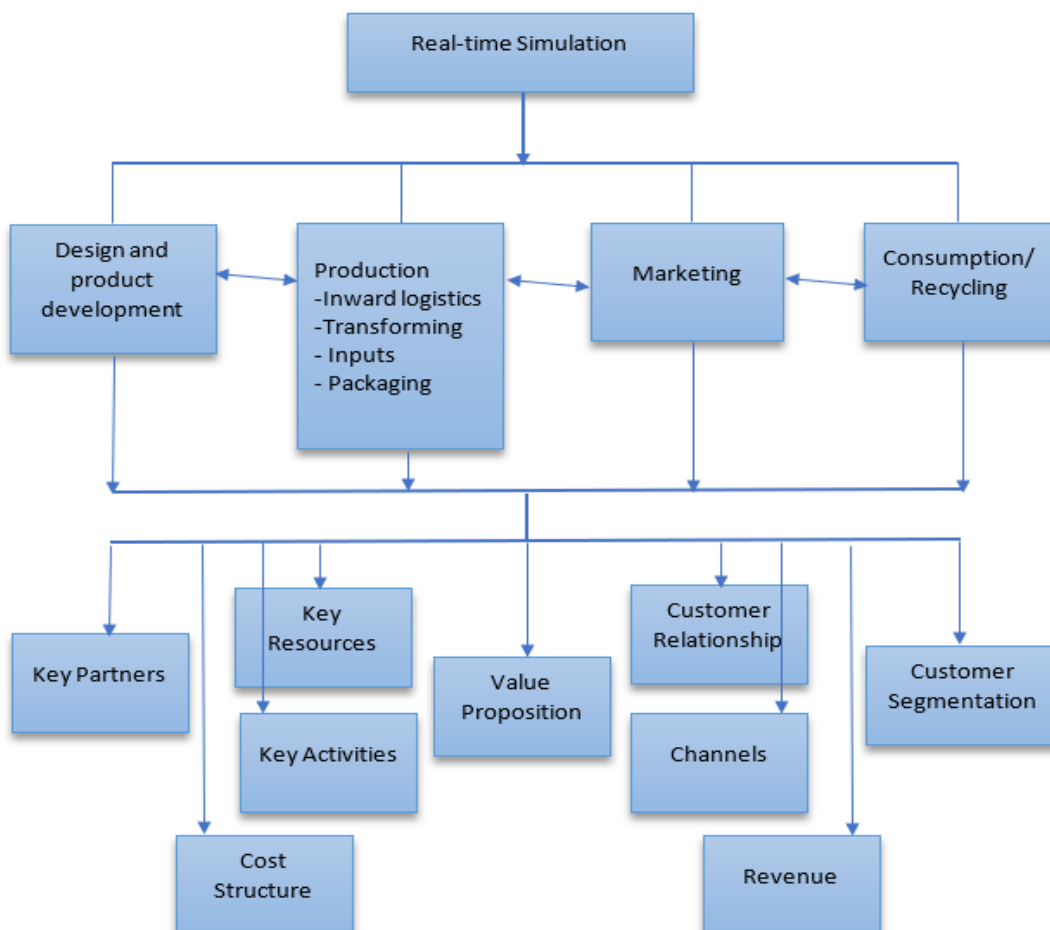 Real-time Simulation
Design and
product
development
Production
-Inward logistics
-Transforming
- Inputs
- Packaging
Marketing
Consumption/
Recycling
Key
Resources
Customer
Relationship
Key Partners
Value
Proposition
Customer
Segmentation
Key Activities
Channels
Cost
Structure
Revenue